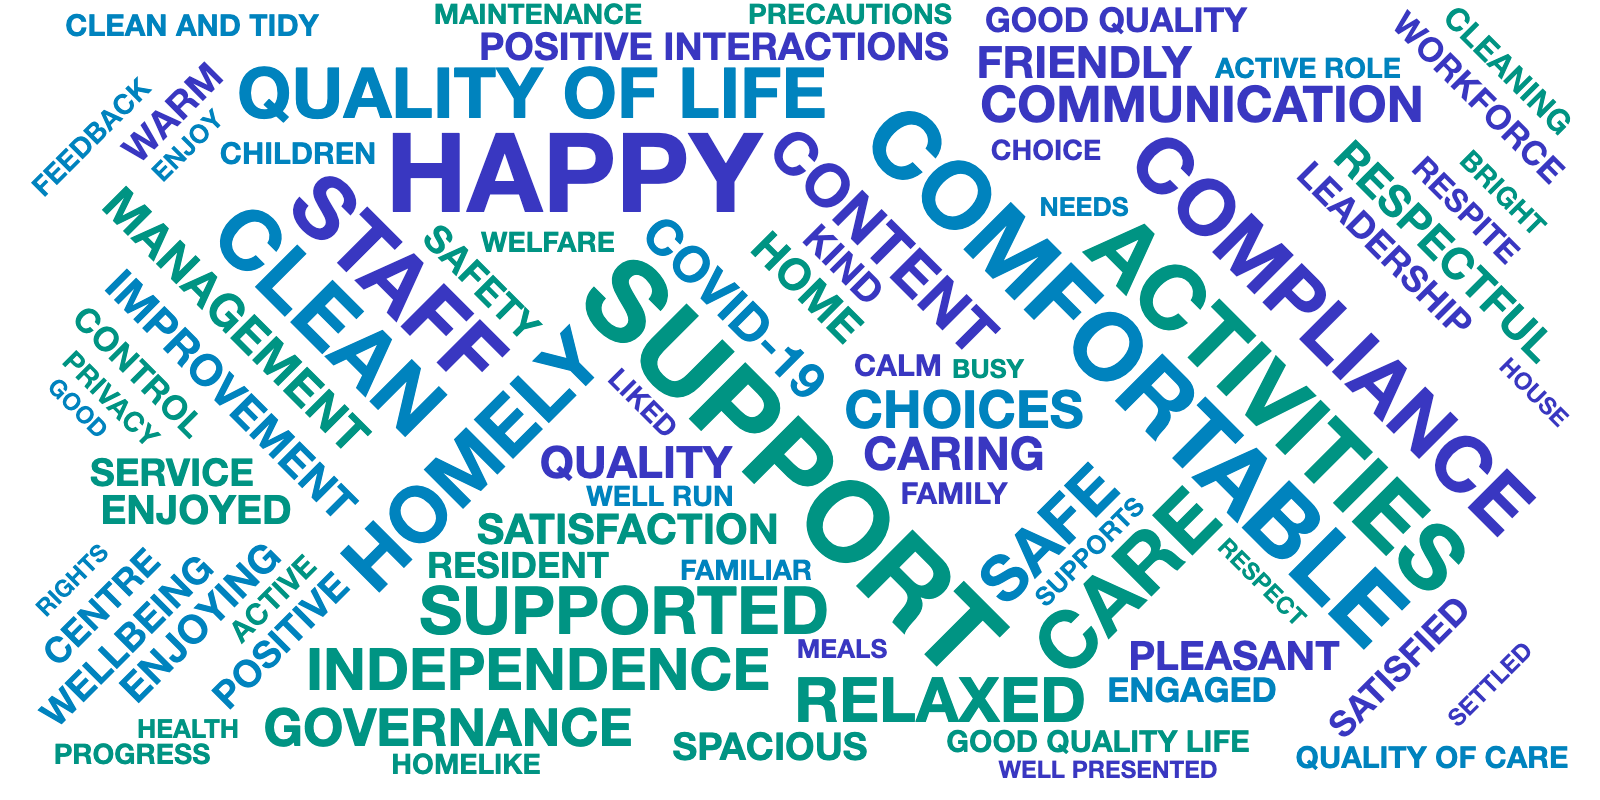 CLEAN AND TIDY
MAINTENANCE
PRECAUTIONS
GOOD QUALITY
WORKFORCE
CLEANING
POSITIVE INTERACTIONS
FRIENDLY
ACTIVE ROLE
FEEDBACK
WARM
ENJOY
QUALITY OF LIFE
COMMUNICATION
CHILDREN
HAPPY
CONTENT
COMFORTABLE
CHOICE
COMPLIANCE
RESPECTFUL
RESPITE
BRIGHT
LEADERSHIP
NEEDS
MANAGEMENT
CLEAN
STAFF
SAFETY
WELFARE
COVID-19
HOME
KIND
ACTIVITIES
IMPROVEMENT
SUPPORT
CONTROL
PRIVACY
GOOD
HOMELY
LIKED
CALM
BUSY
HOUSE
CHOICES
CARING
QUALITY
SERVICE
WELL RUN
FAMILY
ENJOYED
SATISFACTION
SAFE
SUPPORTS
CARE
RESPECT
RIGHTS
CENTRE
WELLBEING
ENJOYING
ACTIVE
POSITIVE
RESIDENT
FAMILIAR
SUPPORTED
MEALS
PLEASANT
SATISFIED
SETTLED
INDEPENDENCE
RELAXED
ENGAGED
HEALTH
GOVERNANCE
PROGRESS
SPACIOUS
GOOD QUALITY LIFE
QUALITY OF CARE
HOMELIKE
WELL PRESENTED